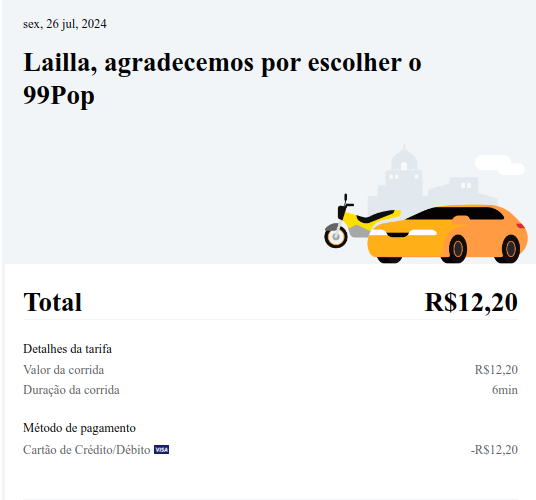 sex, 26 jul, 2024
Lailla, agradecemos por escolher o
99Pop
Total R$12,20
Detalhes da tarifa
Valor da corrida R$12,20
Duração da corrida 6min
Método de pagamento
Cartão de Crédito/Débito VISA -R$12,20